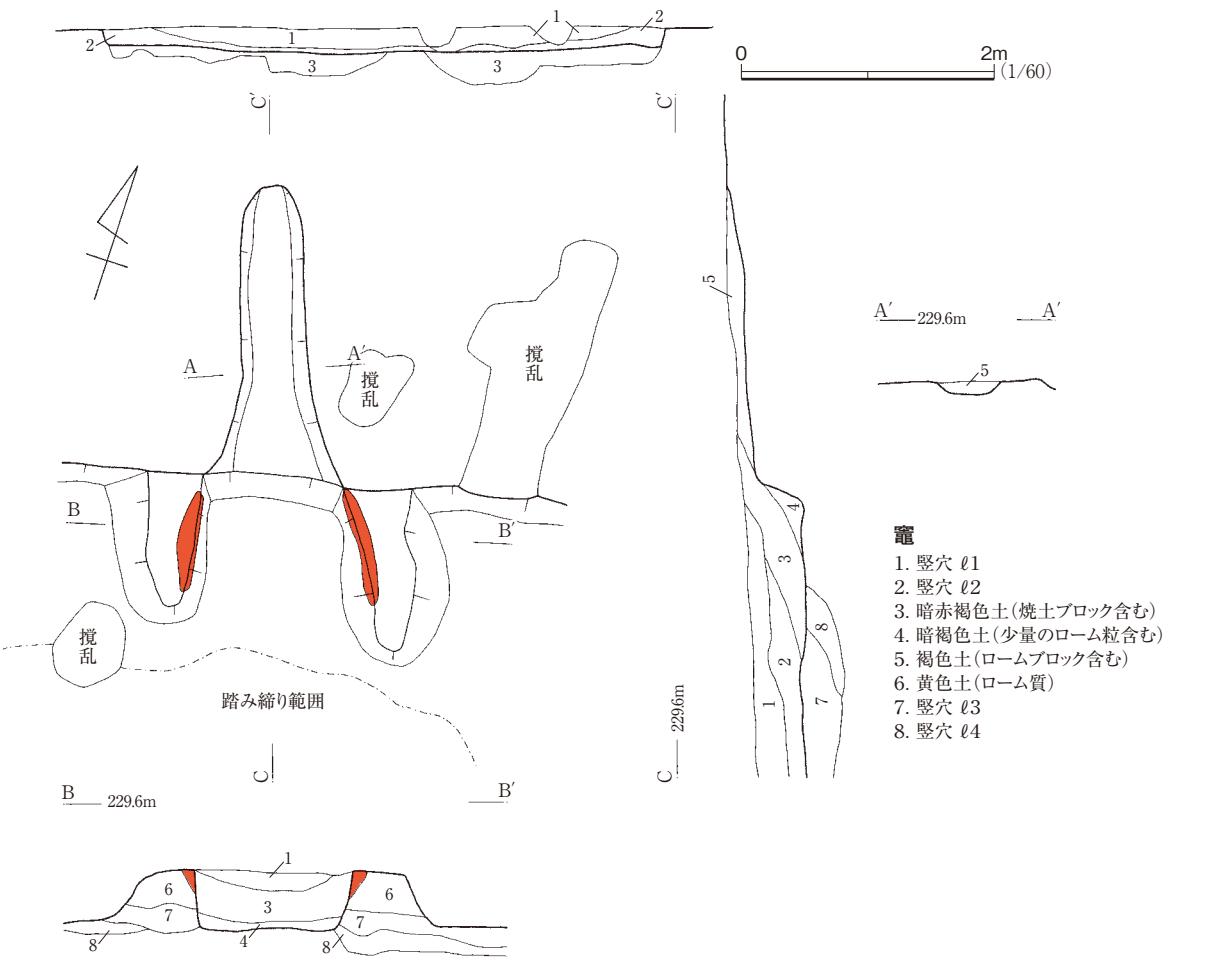 1
2
2
1
3
3
0
2m
(1/60)
C′
C′
5
A′
229.6m
A′
5
A
A′
攪乱
攪乱
B
B′
攪乱
踏み締り範囲
C
C
229.6m
4
3
8
2
1
7
竈
1. 竪穴 ℓ1
2. 竪穴 ℓ2
3. 暗赤褐色土（焼土ブロック含む）
4. 暗褐色土（少量のローム粒含む）
5. 褐色土（ロームブロック含む）
6. 黄色土（ローム質）
7. 竪穴 ℓ3
8. 竪穴 ℓ4
B
229.6m
B′
1
6
6
3
7
7
8
4
8